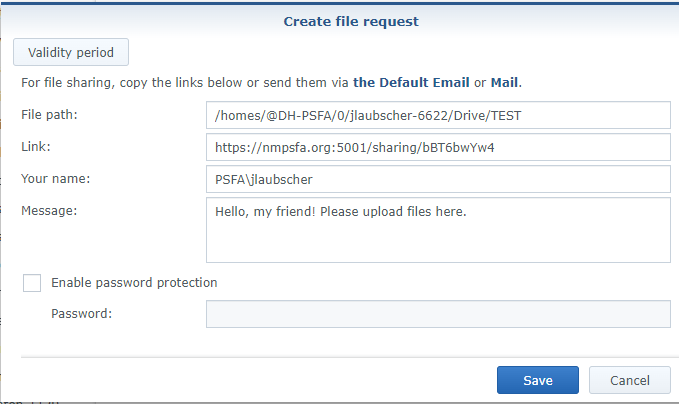 Create file request
Validity period
For file sharing, copy the links below or send them via the Default Email or Mail.
File path: /homes/@DH-PSFA/0/jlaubscher-6622/Drive/TEST
Link: https://nmpsfa.org:5001/sharing/bBT6bwYw4
Your name: PSFA\jlaubscher
Message: Hello, my friend! Please upload files here.
Enable password protection
Password:
Save Cancel